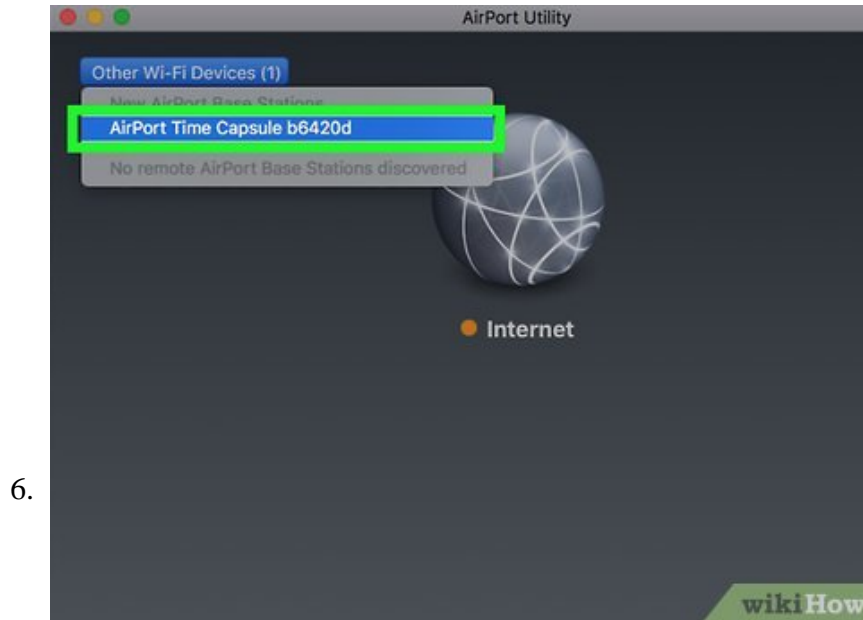 AirPort Utility
Other Wi-Fi Devices (1)
New AirPort Base Stations
AirPort Time Capsule b6420d
No remote AirPort Base Stations discovered
Internet
6.
wikiHow